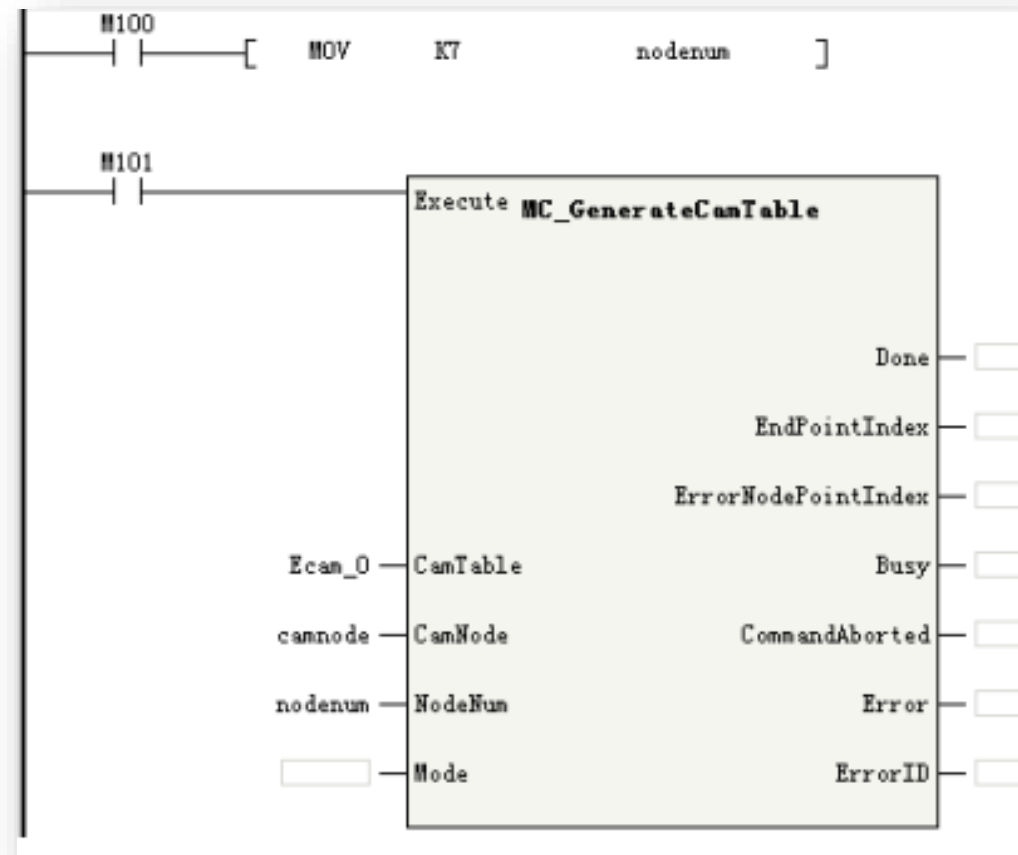 M100
MOV K7 nodenum
M101
Execute MC_GenerateCamTable
Done
EndPointIndex
ErrorNodePointIndex
Ecam_0 CamTable Busy
camnode CamNode CommandAborted
nodenum NodeNum Error
Mode ErrorID